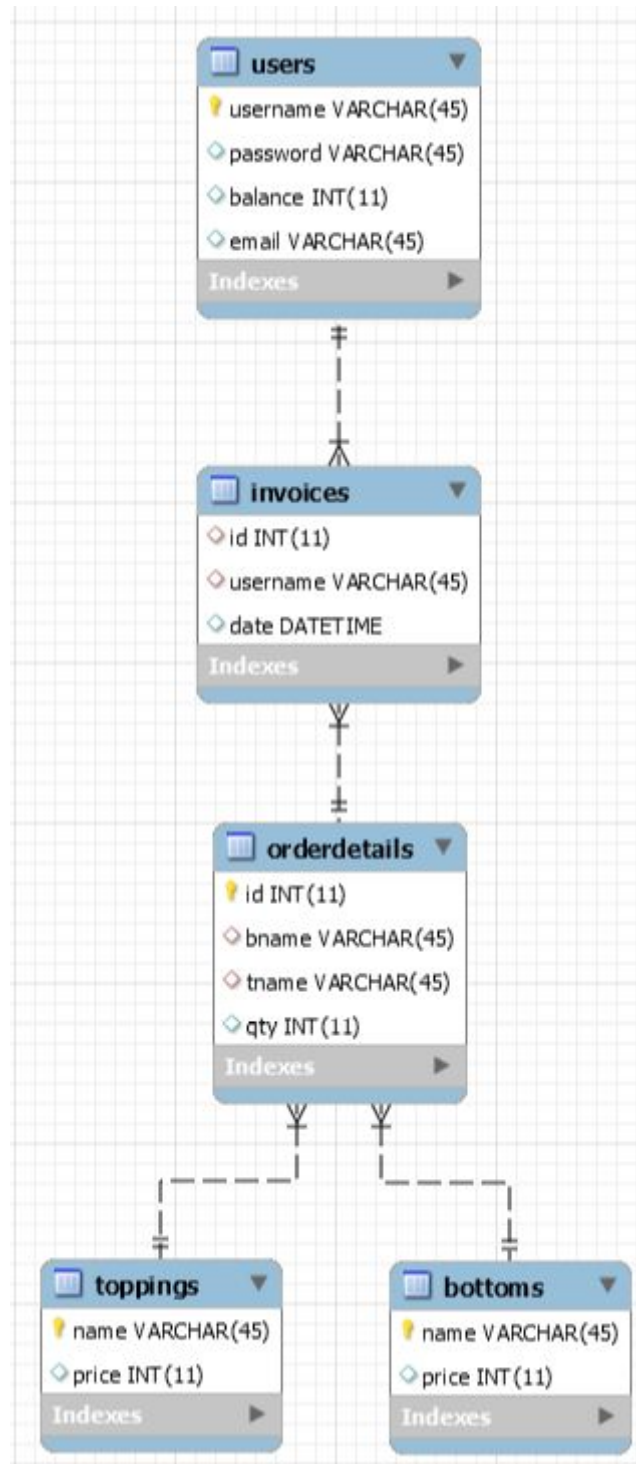 users
username VARCHAR(45)
password VARCHAR(45)
balance INT(11)
email VARCHAR(45)
Indexes
invoices
id INT(11)
username VARCHAR(45)
date DATETIME
Indexes
orderdetails
id INT(11)
bname VARCHAR(45)
tname VARCHAR(45)
qty INT(11)
Indexes
toppings
name VARCHAR(45)
price INT(11)
Indexes
bottoms
name VARCHAR(45)
price INT(11)
Indexes